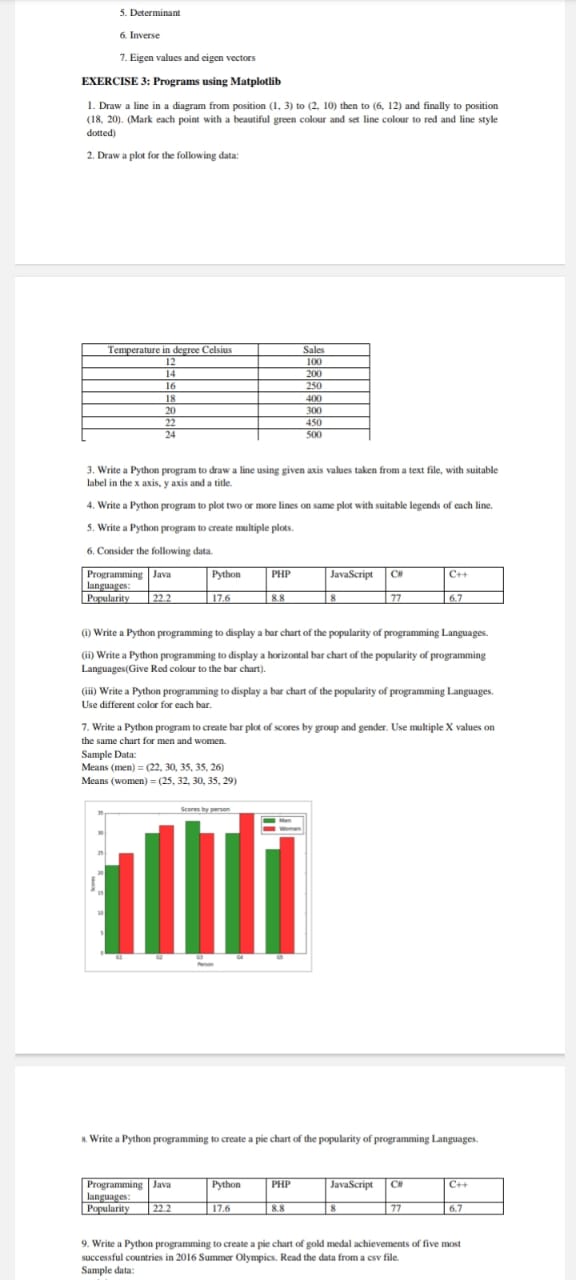 5. Determinant
6. Inverse
7. Eigen values and eigen vectors
EXERCISE 3: Programs using Matplotlib
1. Draw a line in a diagram from position (1, 3) to (2, 10) then to (6, 12) and finally to position
(18, 20). (Mark each point with a beautiful green colour and set line colour to red and line style
dotted)
2. Draw a plot for the following data:
Temperature in degree Celsius Sales
12 100
14 200
16 250
18 400
20 300
22 450
24 500
3. Write a Python program to draw a line using given axis values taken from a text file, with suitable
label in the x axis, y axis and a title.
4. Write a Python program to plot two or more lines on same plot with suitable legends of each line.
5. Write a Python program to create multiple plots.
6. Consider the following data.
Programming Java Python PHP JavaScript C# C++
languages:
Popularity 22.2 17.6 8.8 8 77 6.7
(i) Write a Python programming to display a bar chart of the popularity of programming Languages.
(ii) Write a Python programming to display a horizontal bar chart of the popularity of programming
Languages(Give Red colour to the bar chart).
(iii) Write a Python programming to display a bar chart of the popularity of programming Languages.
Use different color for each bar.
7. Write a Python program to create bar plot of scores by group and gender. Use multiple X values on
the same chart for men and women.
Sample Data:
Means (men) = (22, 30, 35, 35, 26)
Means (women) = (25, 32, 30, 35, 29)
Scores by person
Men
Women
35
30
25
20
15
10
5
0
Scores
G1 G2 G3 G4 G5
Person
8. Write a Python programming to create a pie chart of the popularity of programming Languages.
Programming Java Python PHP JavaScript C# C++
languages:
Popularity 22.2 17.6 8.8 8 77 6.7
9. Write a Python programming to create a pie chart of gold medal achievements of five most
successful countries in 2016 Summer Olympics. Read the data from a csv file.
Sample data: